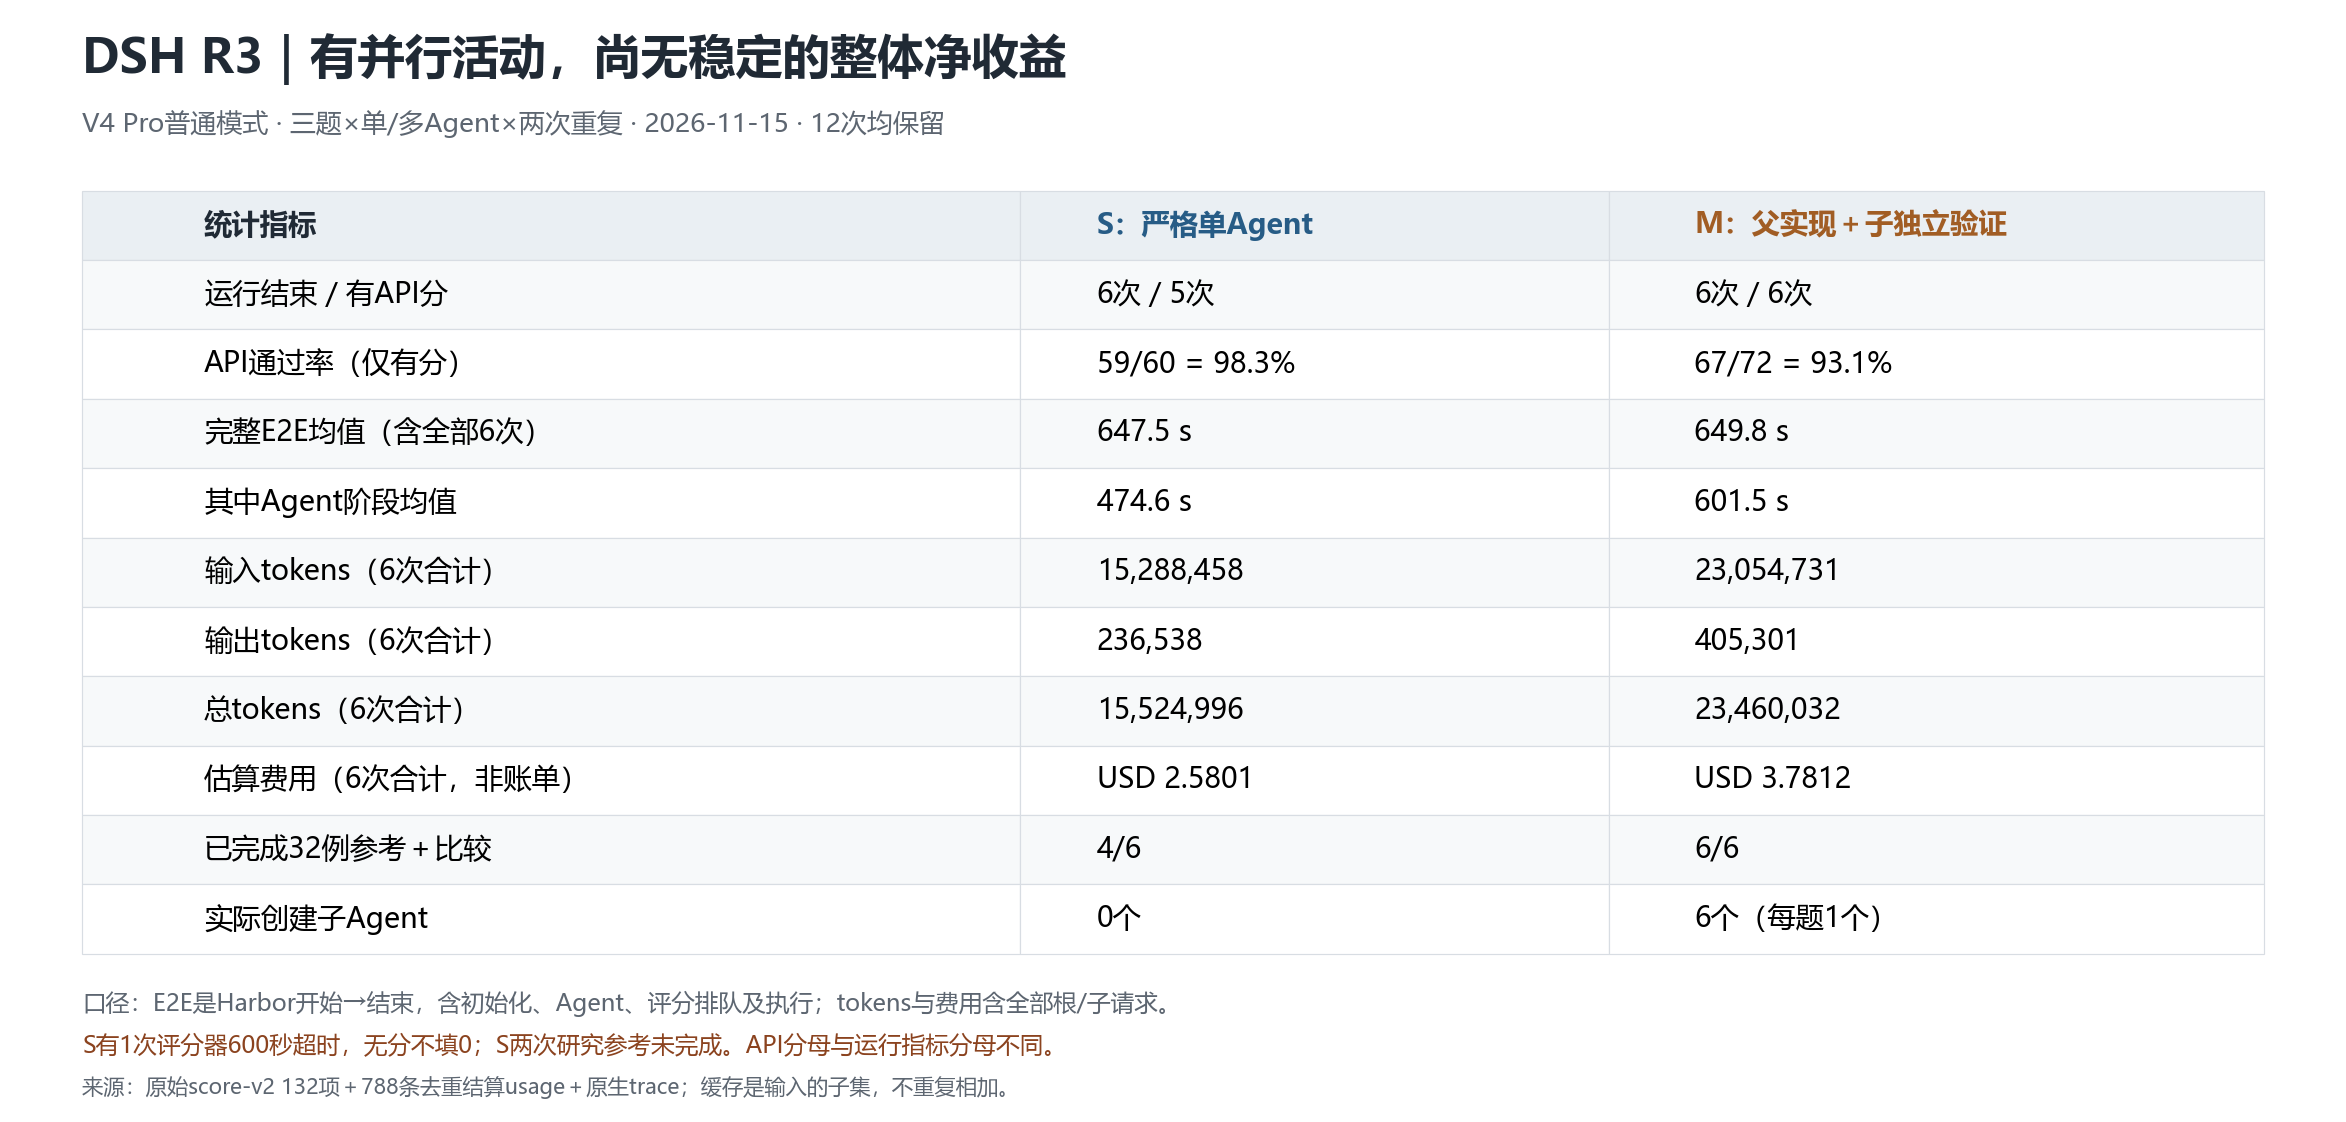 DSH R3｜有并行活动，尚无稳定的整体净收益
V4 Pro普通模式 · 三题×单/多Agent×两次重复 · 2026-11-15 · 12次均保留
统计指标 S：严格单Agent M：父实现＋子独立验证
运行结束 / 有API分 6次 / 5次 6次 / 6次
API通过率（仅有分） 59/60 = 98.3% 67/72 = 93.1%
完整E2E均值（含全部6次） 647.5 s 649.8 s
其中Agent阶段均值 474.6 s 601.5 s
输入tokens（6次合计） 15,288,458 23,054,731
输出tokens（6次合计） 236,538 405,301
总tokens（6次合计） 15,524,996 23,460,032
估算费用（6次合计，非账单） USD 2.5801 USD 3.7812
已完成32例参考＋比较 4/6 6/6
实际创建子Agent 0个 6个（每题1个）
口径：E2E是Harbor开始→结束，含初始化、Agent、评分排队及执行；tokens与费用含全部根/子请求。
S有1次评分器600秒超时，无分不填0；S两次研究参考未完成。API分母与运行指标分母不同。
来源：原始score-v2 132项＋788条去重结算usage＋原生trace；缓存是输入的子集，不重复相加。